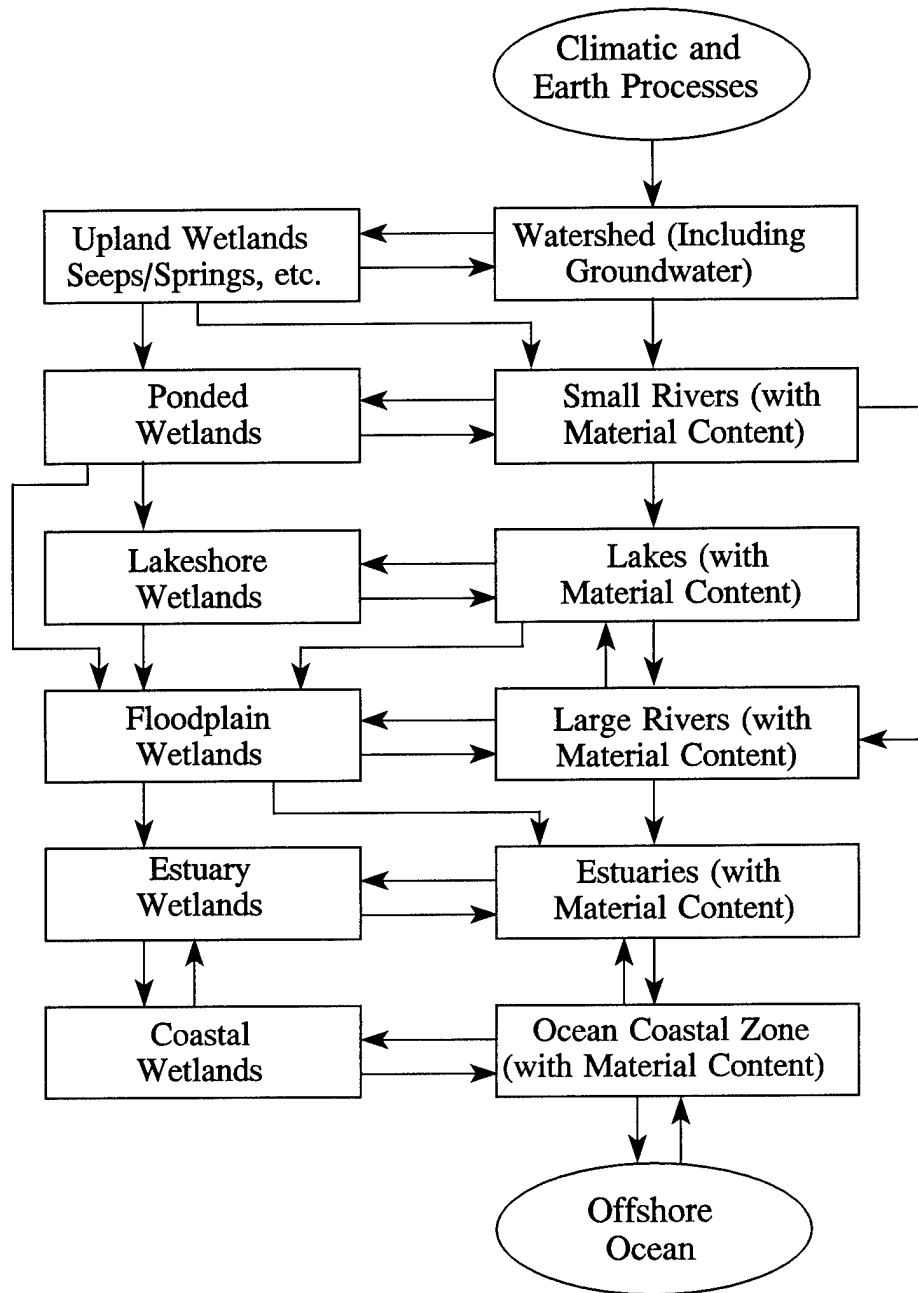 Climatic and
Earth Processes
Upland Wetlands
Seeps/Springs, etc.
Watershed (Including
Groundwater)
Ponded
Wetlands
Small Rivers (with
Material Content)
Lakeshore
Wetlands
Lakes (with
Material Content)
Floodplain
Wetlands
Large Rivers (with
Material Content)
Estuary
Wetlands
Estuaries (with
Material Content)
Coastal
Wetlands
Ocean Coastal Zone
(with Material Content)
Offshore
Ocean